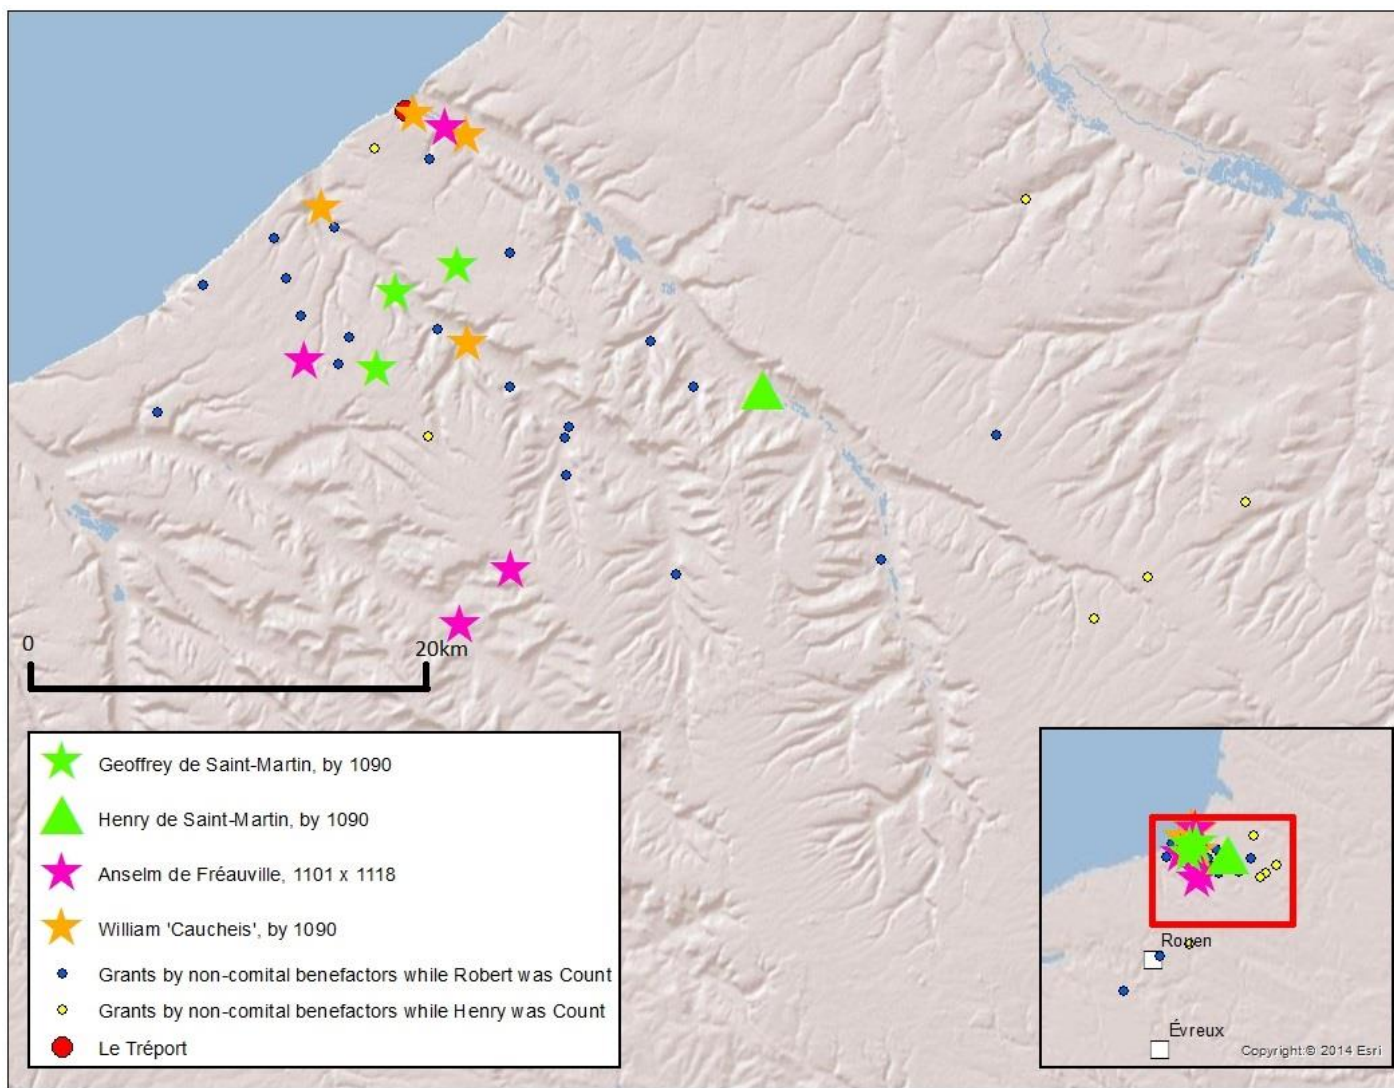 0
20km
Geoffrey de Saint-Martin, by 1090
Henry de Saint-Martin, by 1090
Anselm de Fréauville, 1101 x 1118
William 'Caucheis', by 1090
Grants by non-comital benefactors while Robert was Count
Grants by non-comital benefactors while Henry was Count
Le Tréport
Rouen
Évreux
Copyright:© 2014 Esri